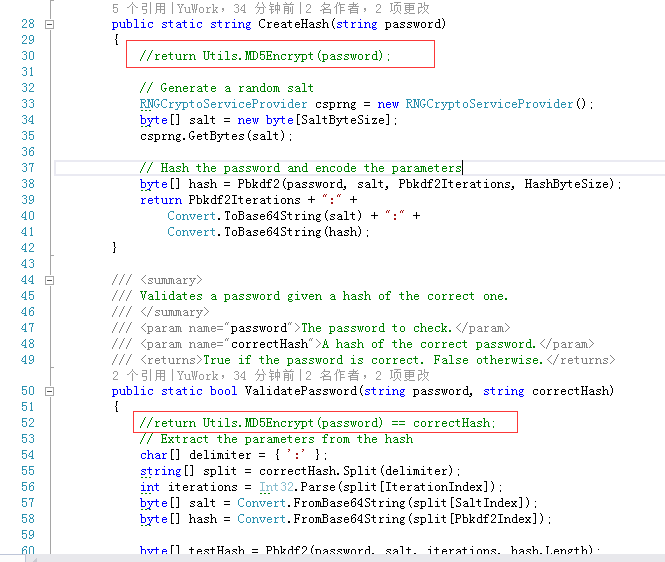 5 个引用|YuWork, 34 分钟前|2 名作者, 2 项更改
28 public static string CreateHash(string password)
29 {
30 //return Utils.MD5Encrypt(password);
31
32 // Generate a random salt
33 RNGCryptoServiceProvider csprng = new RNGCryptoServiceProvider();
34 byte[] salt = new byte[SaltByteSize];
35 csprng.GetBytes(salt);
36
37 // Hash the password and encode the parameters
38 byte[] hash = Pbkdf2(password, salt, Pbkdf2Iterations, HashByteSize);
39 return Pbkdf2Iterations + ":" +
40 Convert.ToBase64String(salt) + ":" +
41 Convert.ToBase64String(hash);
42 }
43
44 /// <summary>
45 /// Validates a password given a hash of the correct one.
46 /// </summary>
47 /// <param name="password">The password to check.</param>
48 /// <param name="correctHash">A hash of the correct password.</param>
49 /// <returns>True if the password is correct. False otherwise.</returns>
2 个引用|YuWork, 34 分钟前|2 名作者, 2 项更改
50 public static bool ValidatePassword(string password, string correctHash)
51 {
52 //return Utils.MD5Encrypt(password) == correctHash;
53 // Extract the parameters from the hash
54 char[] delimiter = { ':' };
55 string[] split = correctHash.Split(delimiter);
56 int iterations = Int32.Parse(split[IterationIndex]);
57 byte[] salt = Convert.FromBase64String(split[SaltIndex]);
58 byte[] hash = Convert.FromBase64String(split[Pbkdf2Index]);
59
60 byte[] testHash = Pbkdf2(password, salt, iterations, hash.Length);